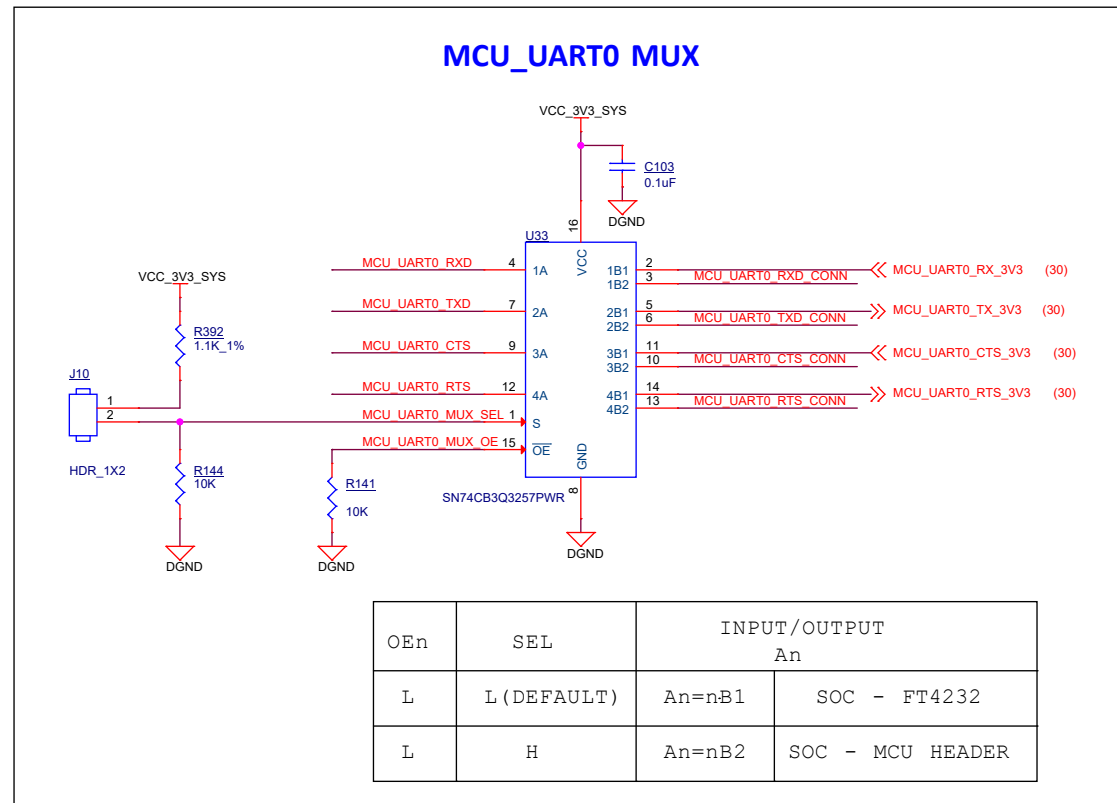 MCU_UART0 MUX
VCC_3V3_SYS
C103
0.1uF
DGND
16
U33
VCC
MCU_UART0_RXD 4 1A
1B1 2 MCU_UART0_RX_3V3 (30)
1B2 3 MCU_UART0_RXD_CONN
VCC_3V3_SYS
MCU_UART0_TXD 7 2A
2B1 5 MCU_UART0_TX_3V3 (30)
2B2 6 MCU_UART0_TXD_CONN
R392
1.1K_1%
MCU_UART0_CTS 9 3A
3B1 11 MCU_UART0_CTS_3V3 (30)
3B2 10 MCU_UART0_CTS_CONN
J10
MCU_UART0_RTS 12 4A
4B1 14 MCU_UART0_RTS_3V3 (30)
4B2 13 MCU_UART0_RTS_CONN
1
2
MCU_UART0_MUX_SEL 1 S
MCU_UART0_MUX_OE 15 OE
GND
HDR_1X2
R144
10K
R141
10K
SN74CB3Q3257PWR
8
DGND
DGND
DGND
OEn SEL INPUT/OUTPUT
An
L L(DEFAULT) An=nB1 SOC - FT4232
L H An=nB2 SOC - MCU HEADER